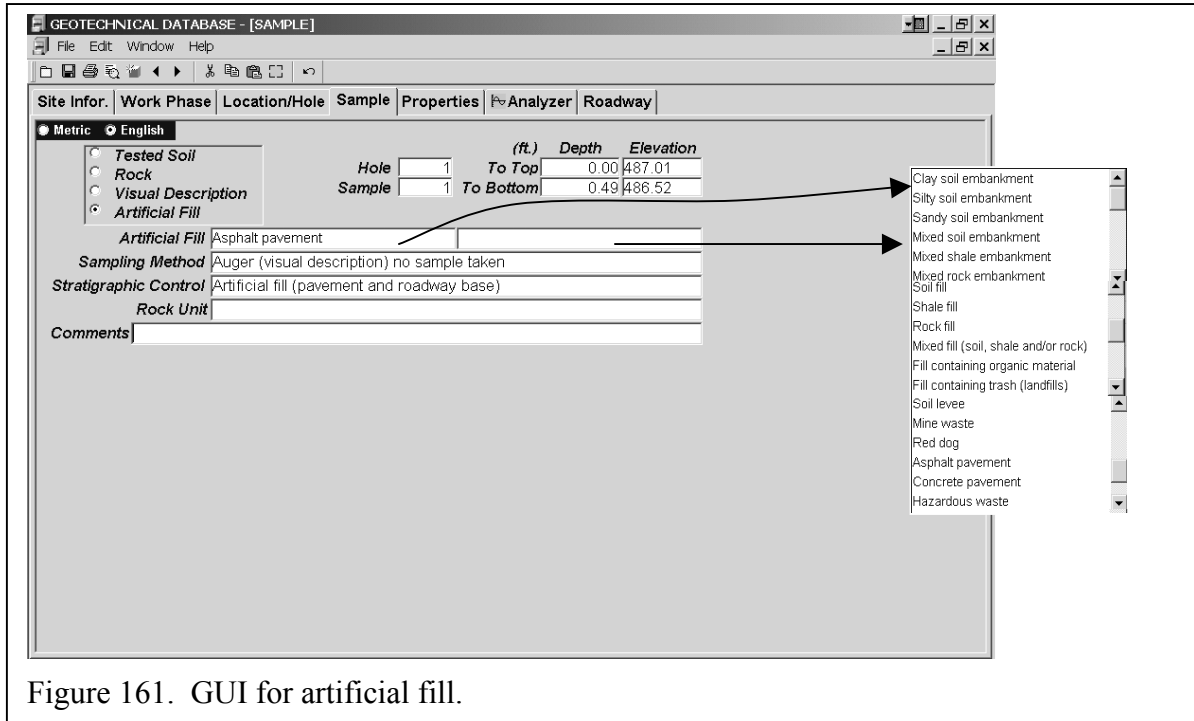 GEOTECHNICAL DATABASE - [SAMPLE]
File Edit Window Help
Site Infor. Work Phase Location/Hole Sample Properties Analyzer Roadway
Metric English
Tested Soil
Rock
Visual Description
Artificial Fill
(ft.) Depth Elevation
Hole 1 To Top 0.00 487.01
Sample 1 To Bottom 0.49 486.52
Artificial Fill Asphalt pavement
Sampling Method Auger (visual description) no sample taken
Stratigraphic Control Artificial fill (pavement and roadway base)
Rock Unit
Comments
Clay soil embankment
Silty soil embankment
Sandy soil embankment
Mixed soil embankment
Mixed shale embankment
Mixed rock embankment
Soil fill
Shale fill
Rock fill
Mixed fill (soil, shale and/or rock)
Fill containing organic material
Fill containing trash (landfills)
Soil levee
Mine waste
Red dog
Asphalt pavement
Concrete pavement
Hazardous waste
Figure 161. GUI for artificial fill.